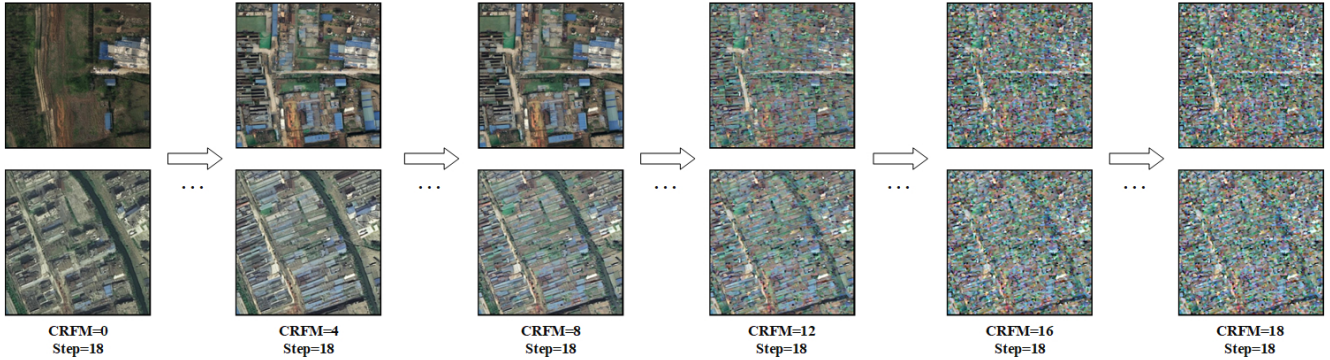 ...
...
...
...
...
CRFM=0
Step=18
CRFM=4
Step=18
CRFM=8
Step=18
CRFM=12
Step=18
CRFM=16
Step=18
CRFM=18
Step=18